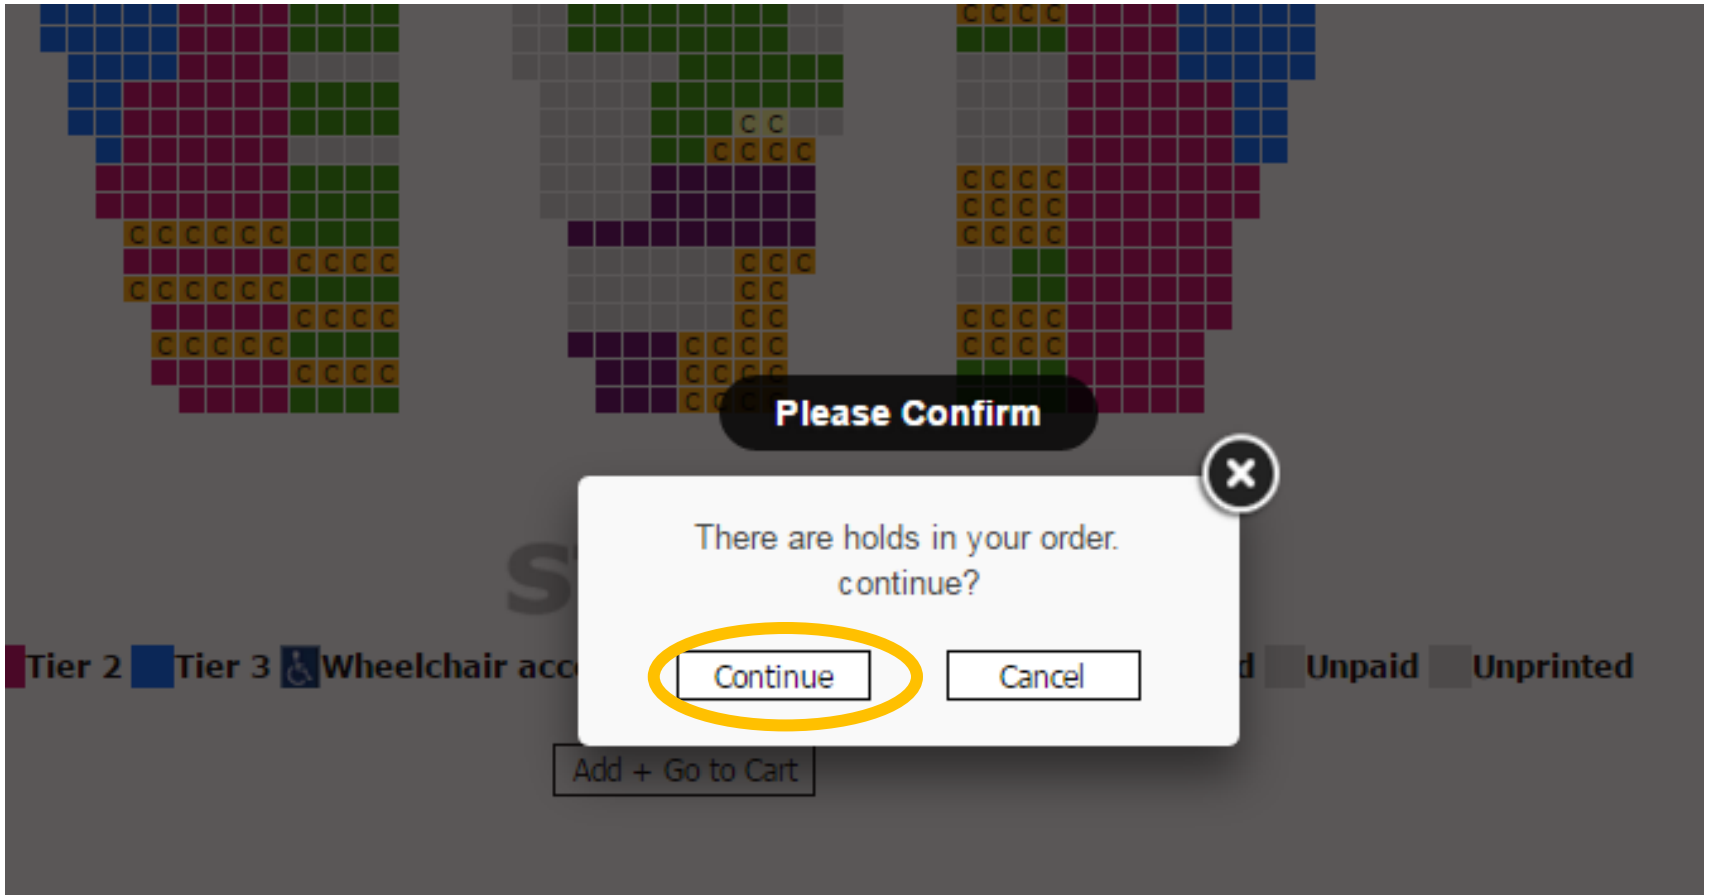 C C C C
C C
C C C C
C C C C
C C C C
C C C C C C
C C C C
C C C C
C C C
C C C C C C
C C
C C C C
C C
C C C C
C C C C C
C C C C
C C C C
C C C C
C C C C
C
Please Confirm
There are holds in your order.
continue?
Tier 2
Tier 3
Wheelchair
Unpaid
Unprinted
Continue
Cancel
Add + Go to Cart